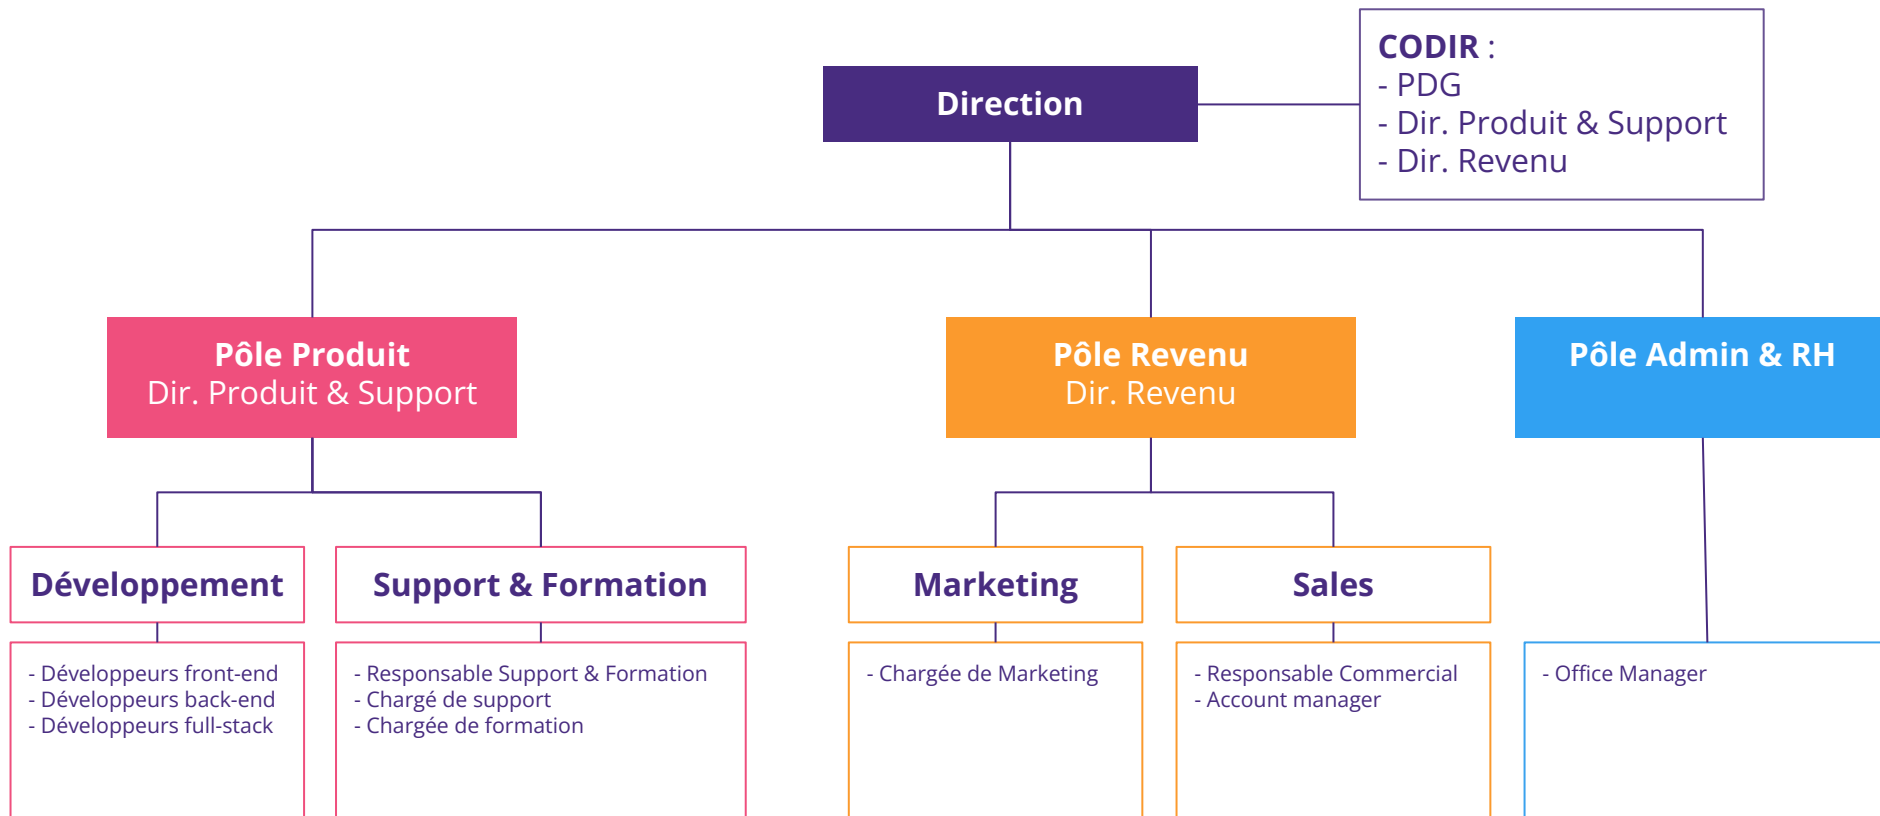 CODIR :
- PDG
- Dir. Produit & Support
- Dir. Revenu
Direction
Pôle Produit
Dir. Produit & Support
Pôle Revenu
Dir. Revenu
Pôle Admin & RH
Développement
Support & Formation
Marketing
Sales
- Développeurs front-end
- Développeurs back-end
- Développeurs full-stack
- Responsable Support & Formation
- Chargé de support
- Chargée de formation
- Chargée de Marketing
- Responsable Commercial
- Account manager
- Office Manager